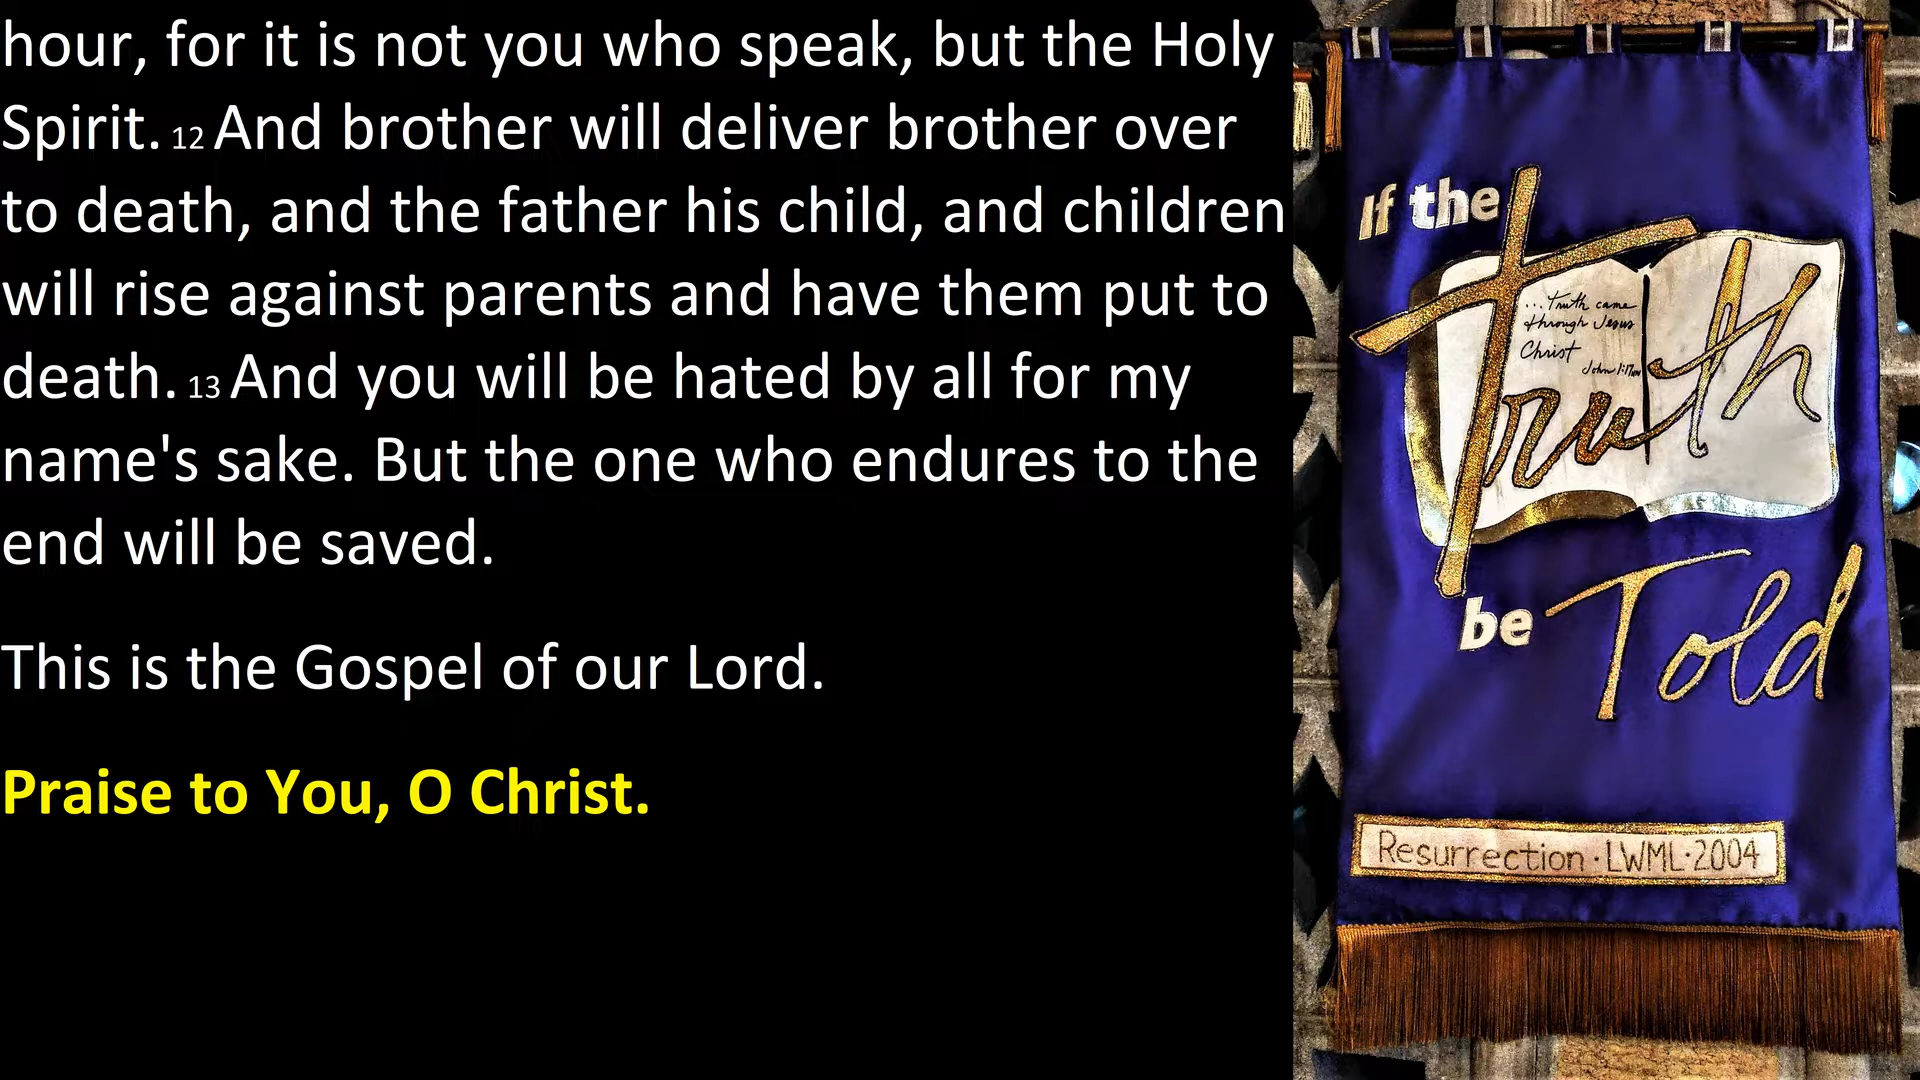 hour, for it is not you who speak, but the Holy
Spirit. 12 And brother will deliver brother over
to death, and the father his child, and children
will rise against parents and have them put to
death. 13 And you will be hated by all for my
name's sake. But the one who endures to the
end will be saved.
This is the Gospel of our Lord.
Praise to You, O Christ.
If the
Truth
... Truth came
through Jesus
Christ
John 1:17
be Told
Resurrection · LWML · 2004